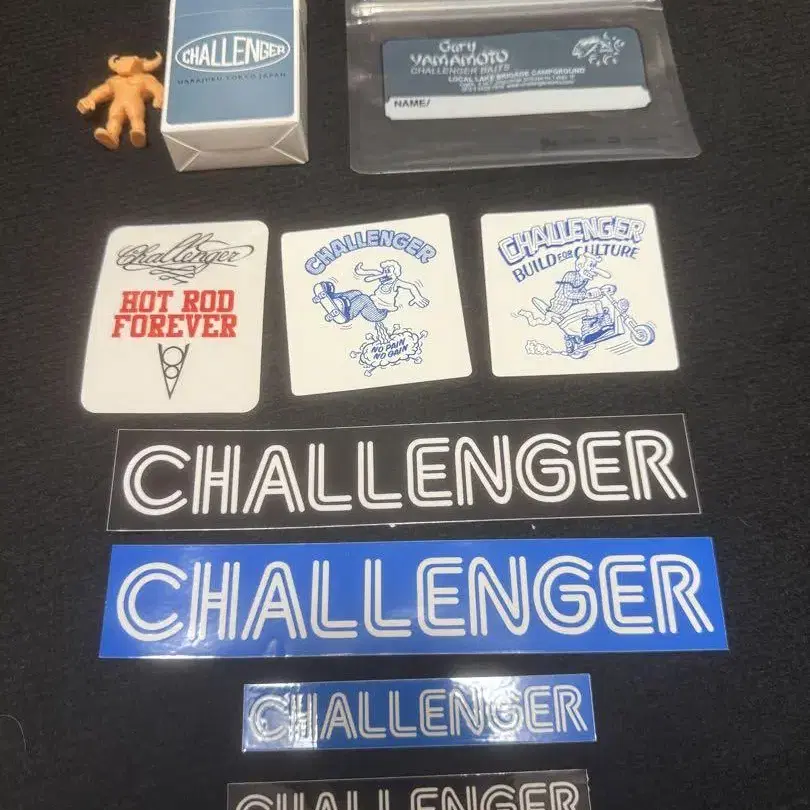 CHALLENGER
HARAJUKU TOKYO JAPAN
Gary
YAMAMOTO
CHALLENGER BAITS
LOCAL LAKE BRIGADE CAMPGROUND
NAME/
Challenger
HOT ROD
FOREVER
V8
CHALLENGER
NO PAIN
NO GAIN
CHALLENGER
BUILD FOR CULTURE
CHALLENGER
CHALLENGER
CHALLENGER
CHALLENGER